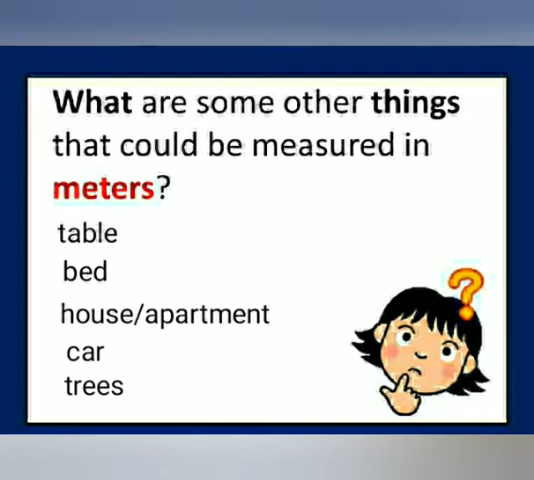 What are some other things
that could be measured in
meters?
table
bed
house/apartment
car
trees
?